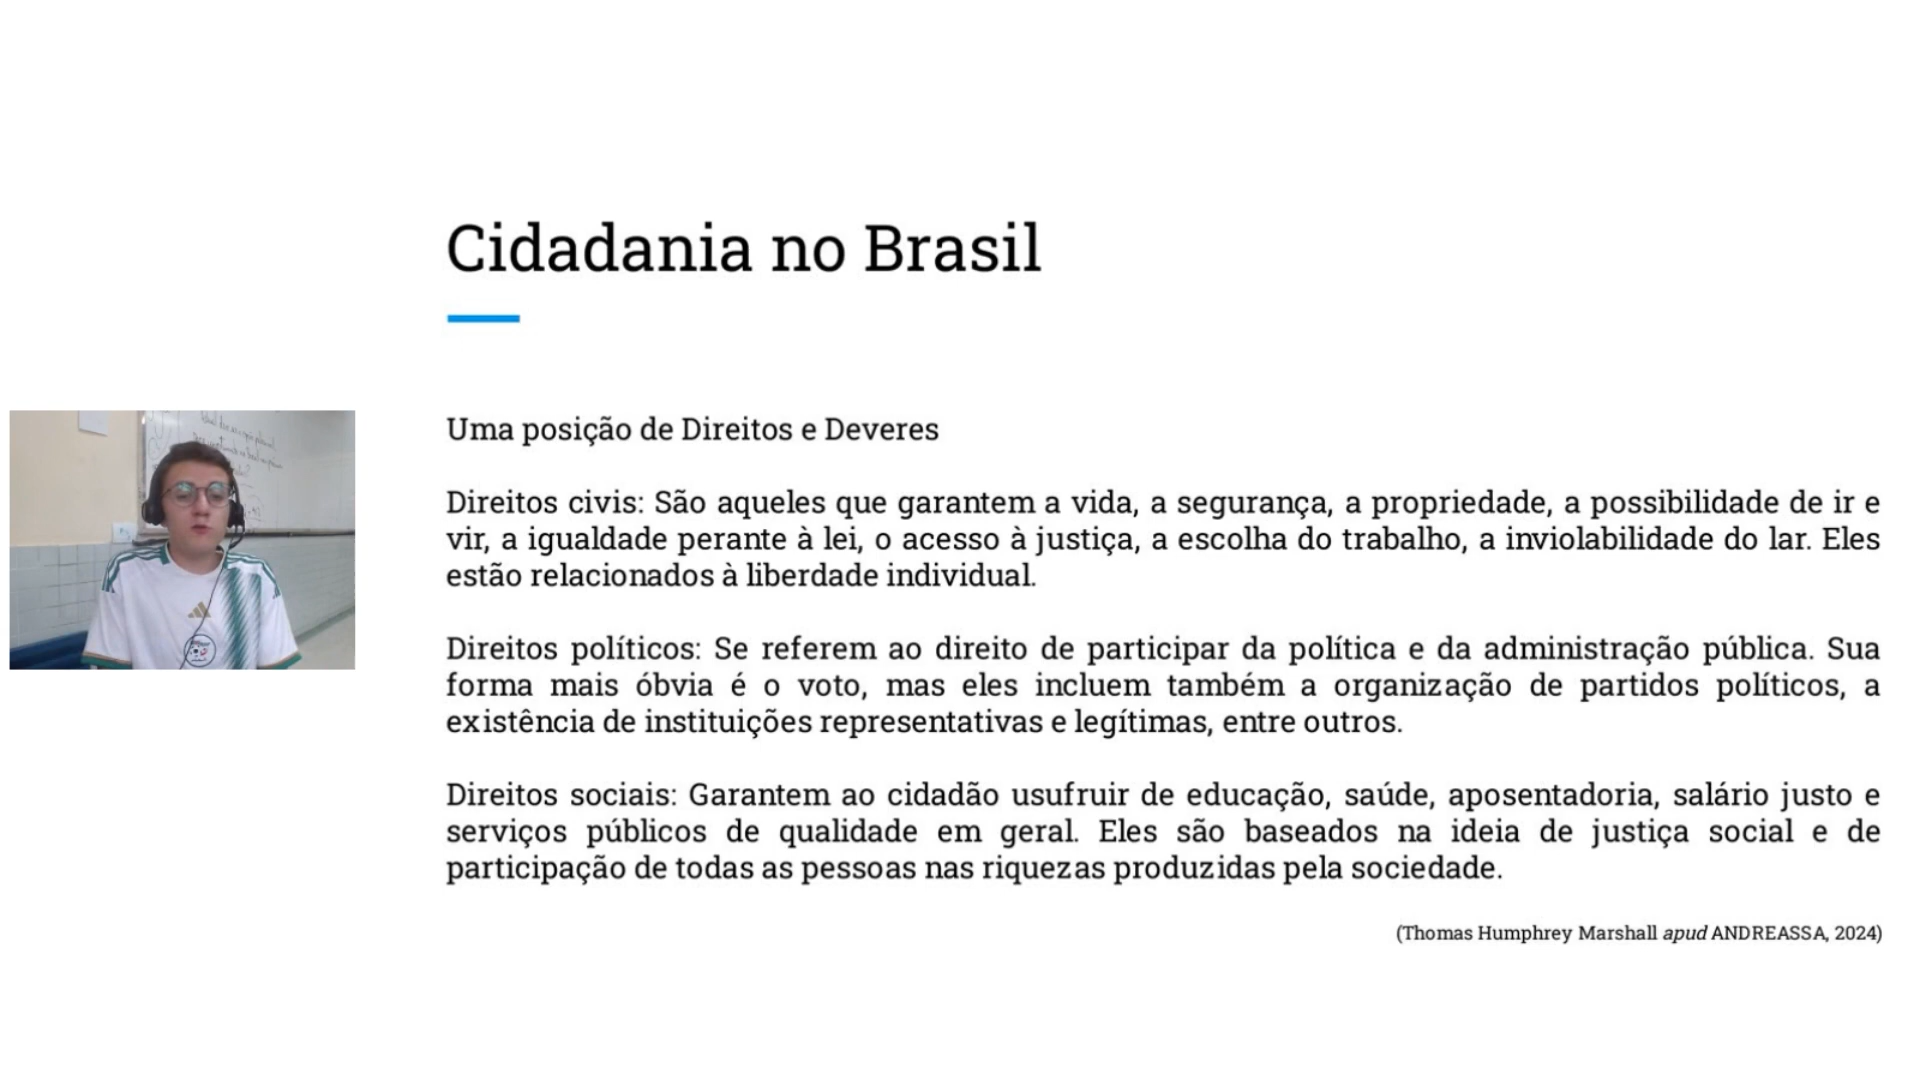 Cidadania no Brasil
Uma posição de Direitos e Deveres
Direitos civis: São aqueles que garantem a vida, a segurança, a propriedade, a possibilidade de ir e
vir, a igualdade perante à lei, o acesso à justiça, a escolha do trabalho, a inviolabilidade do lar. Eles
estão relacionados à liberdade individual.
Direitos políticos: Se referem ao direito de participar da política e da administração pública. Sua
forma mais óbvia é o voto, mas eles incluem também a organização de partidos políticos, a
existência de instituições representativas e legítimas, entre outros.
Direitos sociais: Garantem ao cidadão usufruir de educação, saúde, aposentadoria, salário justo e
serviços públicos de qualidade em geral. Eles são baseados na ideia de justiça social e de
participação de todas as pessoas nas riquezas produzidas pela sociedade.
(Thomas Humphrey Marshall apud ANDREASSA, 2024)